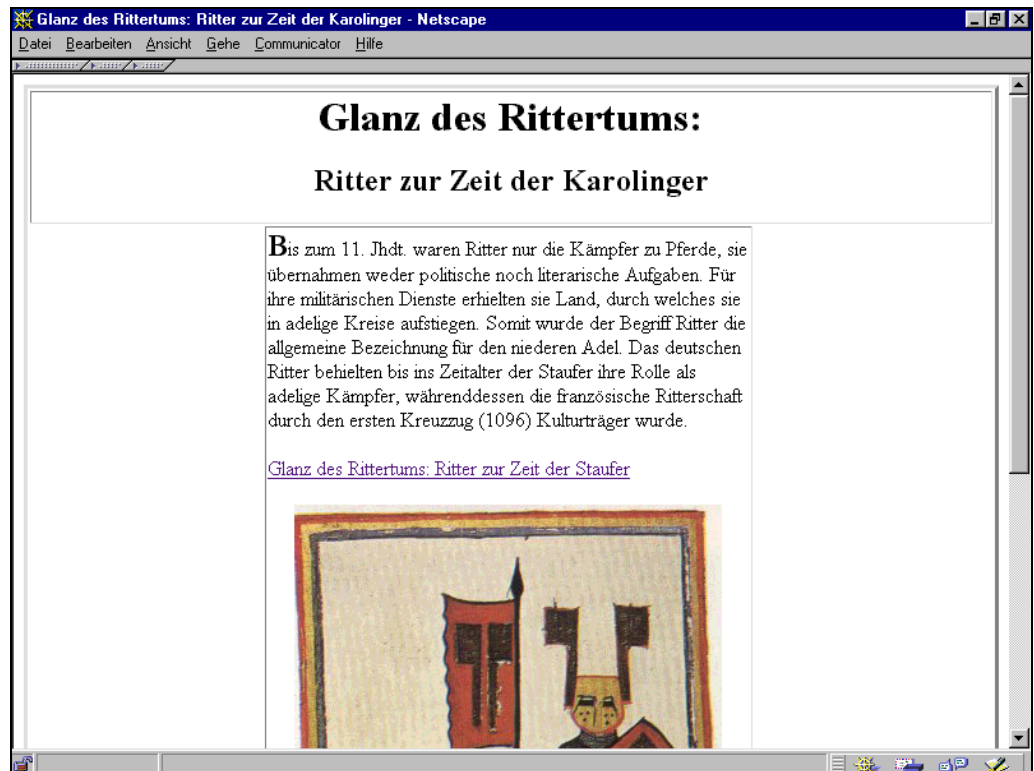 Glanz des Rittertums: Ritter zur Zeit der Karolinger - Netscape
Datei Bearbeiten Ansicht Gehe Communicator Hilfe
Glanz des Rittertums:
Ritter zur Zeit der Karolinger
Bis zum 11. Jhdt. waren Ritter nur die Kämpfer zu Pferde, sie
übernahmen weder politische noch literarische Aufgaben. Für
ihre militärischen Dienste erhielten sie Land, durch welches sie
in adelige Kreise aufstiegen. Somit wurde der Begriff Ritter die
allgemeine Bezeichnung für den niederen Adel. Das deutschen
Ritter behielten bis ins Zeitalter der Staufer ihre Rolle als
adelige Kämpfer, währenddessen die französische Ritterschaft
durch den ersten Kreuzzug (1096) Kulturträger wurde.
Glanz des Rittertums: Ritter zur Zeit der Staufer